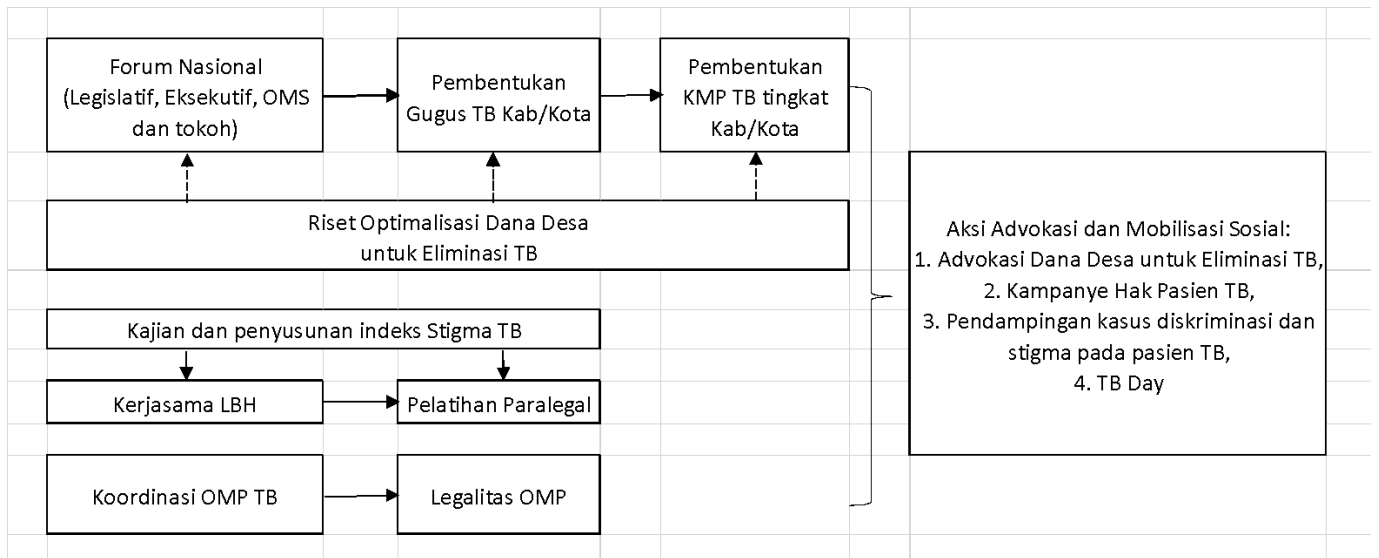 Forum Nasional
(Legislatif, Eksekutif, OMS
dan tokoh)
Pembentukan
Gugus TB Kab/Kota
Pembentukan
KMP TB tingkat
Kab/Kota
Riset Optimalisasi Dana Desa
untuk Eliminasi TB
Kajian dan penyusunan indeks Stigma TB
Kerjasama LBH
Pelatihan Paralegal
Koordinasi OMP TB
Legalitas OMP
Aksi Advokasi dan Mobilisasi Sosial:
1. Advokasi Dana Desa untuk Eliminasi TB,
2. Kampanye Hak Pasien TB,
3. Pendampingan kasus diskriminasi dan
stigma pada pasien TB,
4. TB Day